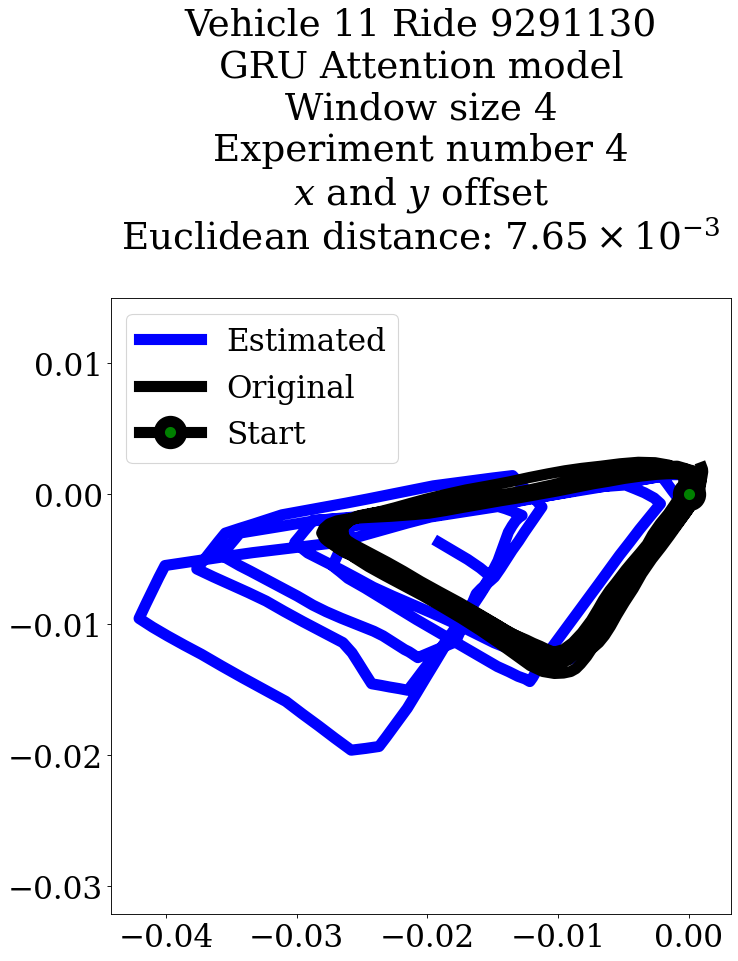 Vehicle 11 Ride 9291130
GRU Attention model
Window size 4
Experiment number 4
x and y offset
Euclidean distance: 7.65 × 10⁻³
Estimated
Original
Start
0.01
0.00
−0.01
−0.02
−0.03
−0.04 −0.03 −0.02 −0.01 0.00